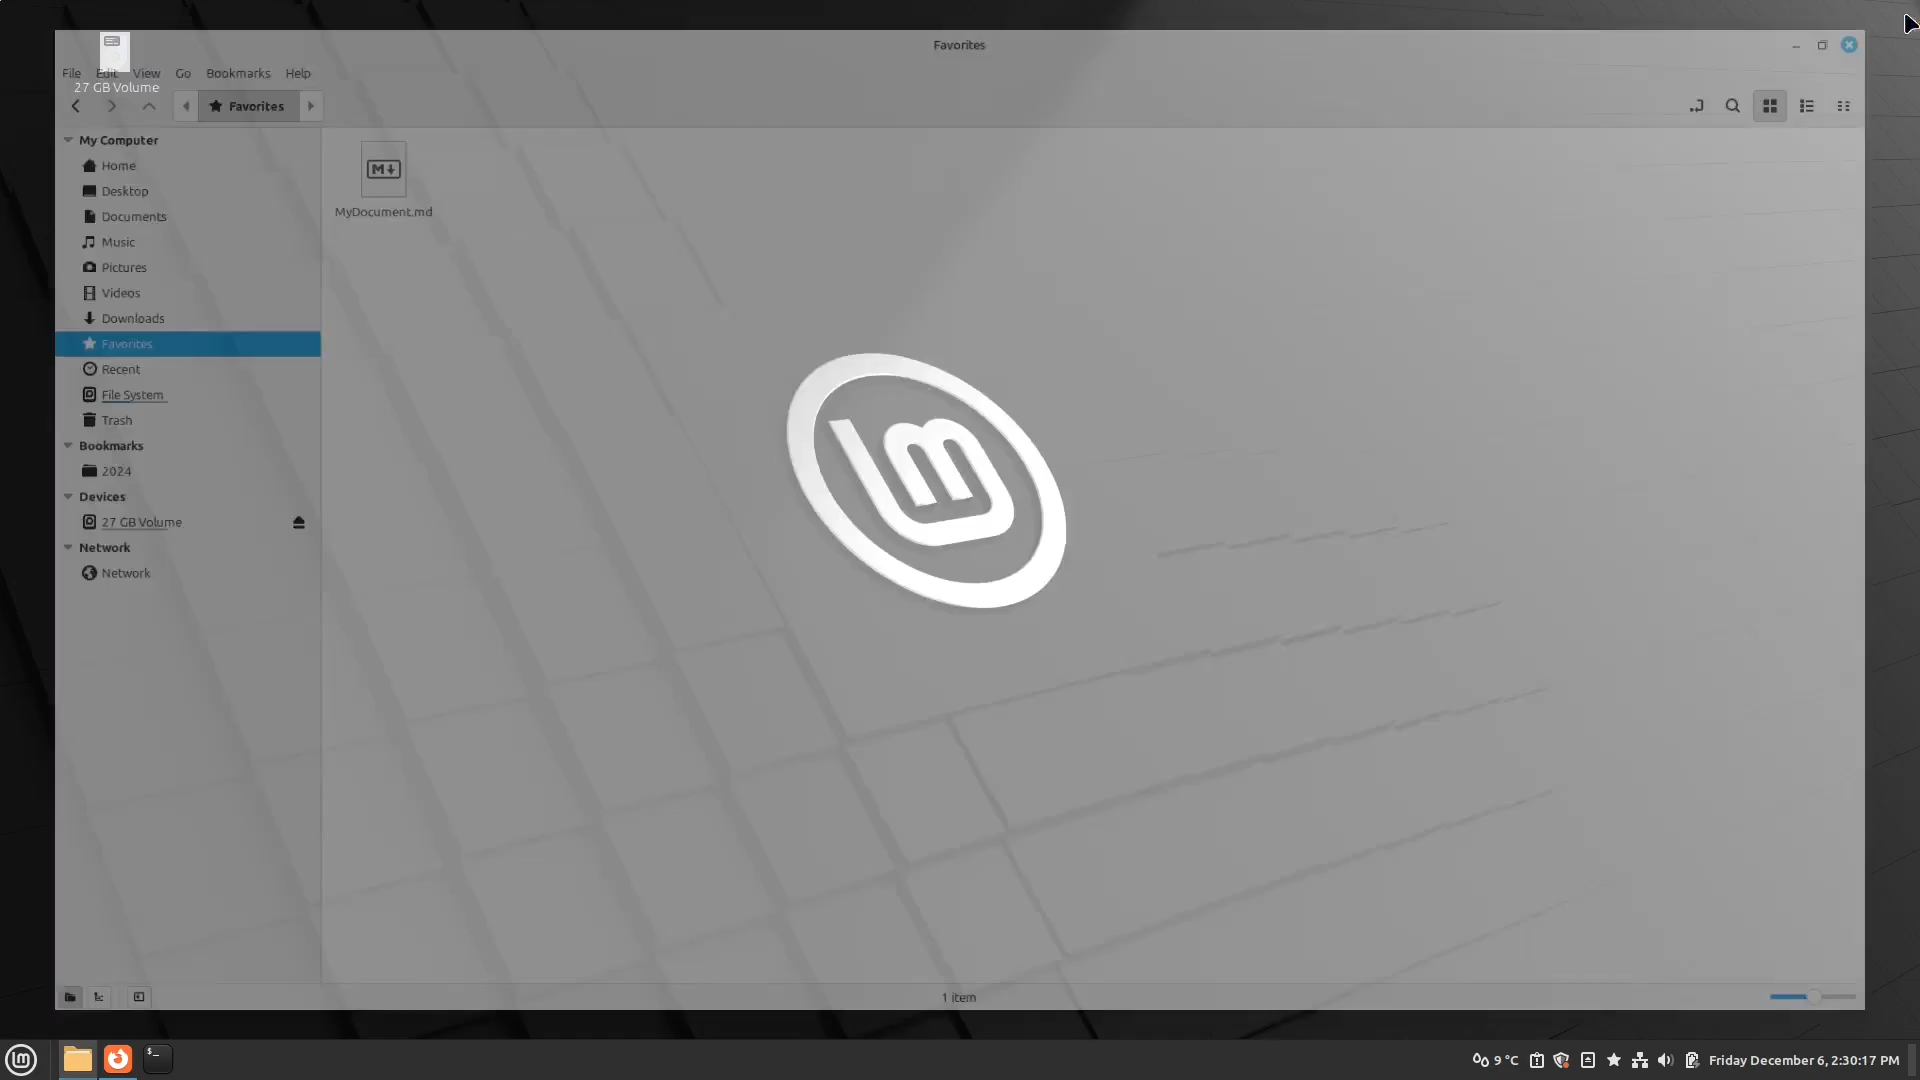 Favorites
File Edit View Go Bookmarks Help
27 GB Volume
Favorites
My Computer
Home
Desktop
Documents
Music
Pictures
Videos
Downloads
Favorites
Recent
File System
Trash
Bookmarks
2024
Devices
27 GB Volume
Network
Network
M
MyDocument.md
lm
1 item
lm
$_
9 °C
Friday December 6, 2:30:17 PM